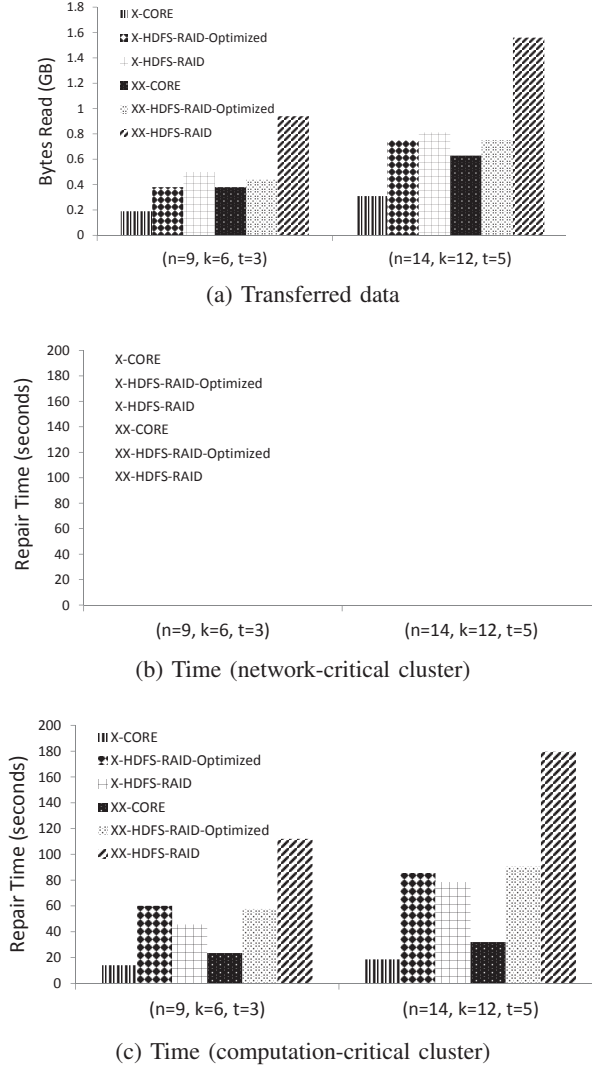 1.8
1.6
1.4
1.2
1
0.8
0.6
0.4
0.2
0
Bytes Read (GB)
X-CORE
X-HDFS-RAID-Optimized
X-HDFS-RAID
XX-CORE
XX-HDFS-RAID-Optimized
XX-HDFS-RAID
(n=9, k=6, t=3) (n=14, k=12, t=5)
(a) Transferred data
200
180
160
140
120
100
80
60
40
20
0
Repair Time (seconds)
X-CORE
X-HDFS-RAID-Optimized
X-HDFS-RAID
XX-CORE
XX-HDFS-RAID-Optimized
XX-HDFS-RAID
(n=9, k=6, t=3) (n=14, k=12, t=5)
(b) Time (network-critical cluster)
200
180
160
140
120
100
80
60
40
20
0
Repair Time (seconds)
X-CORE
X-HDFS-RAID-Optimized
X-HDFS-RAID
XX-CORE
XX-HDFS-RAID-Optimized
XX-HDFS-RAID
(n=9, k=6, t=3) (n=14, k=12, t=5)
(c) Time (computation-critical cluster)